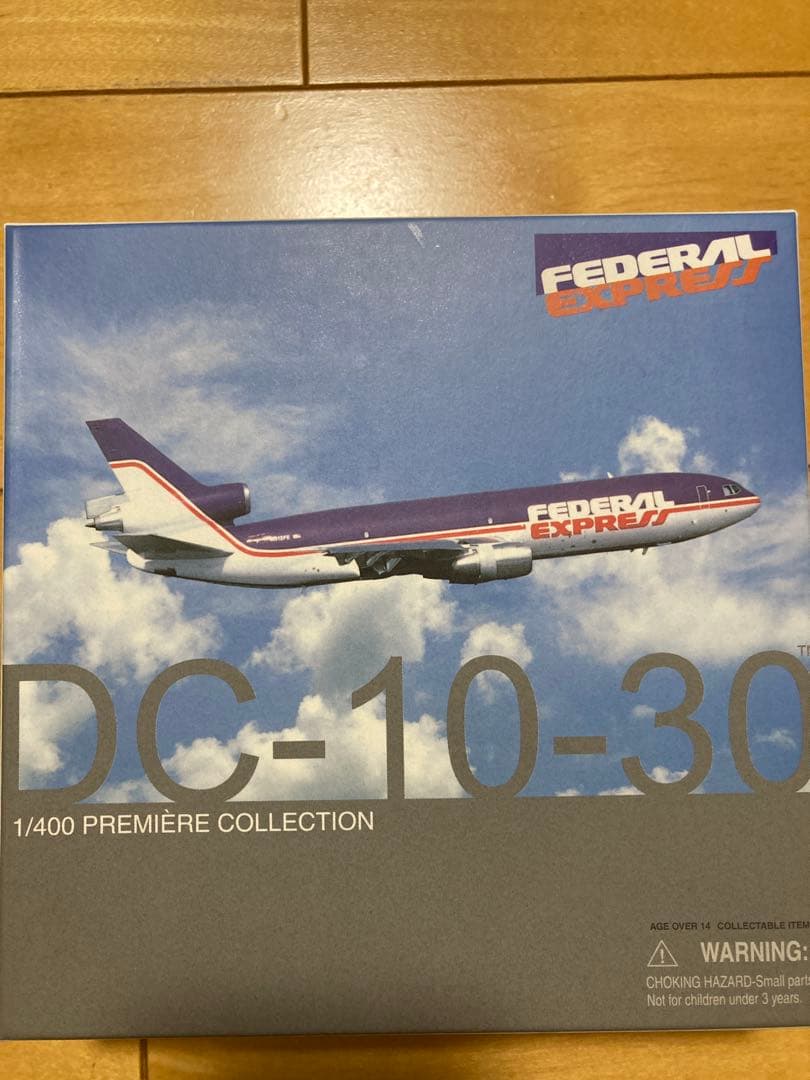 FEDERAL
EXPRESS
FEDERAL
EXPRESS
DC-10-30
1/400 PREMIÈRE COLLECTION
AGE OVER 14 COLLECTABLE ITEM
WARNING:
CHOKING HAZARD-Small parts
Not for children under 3 years.